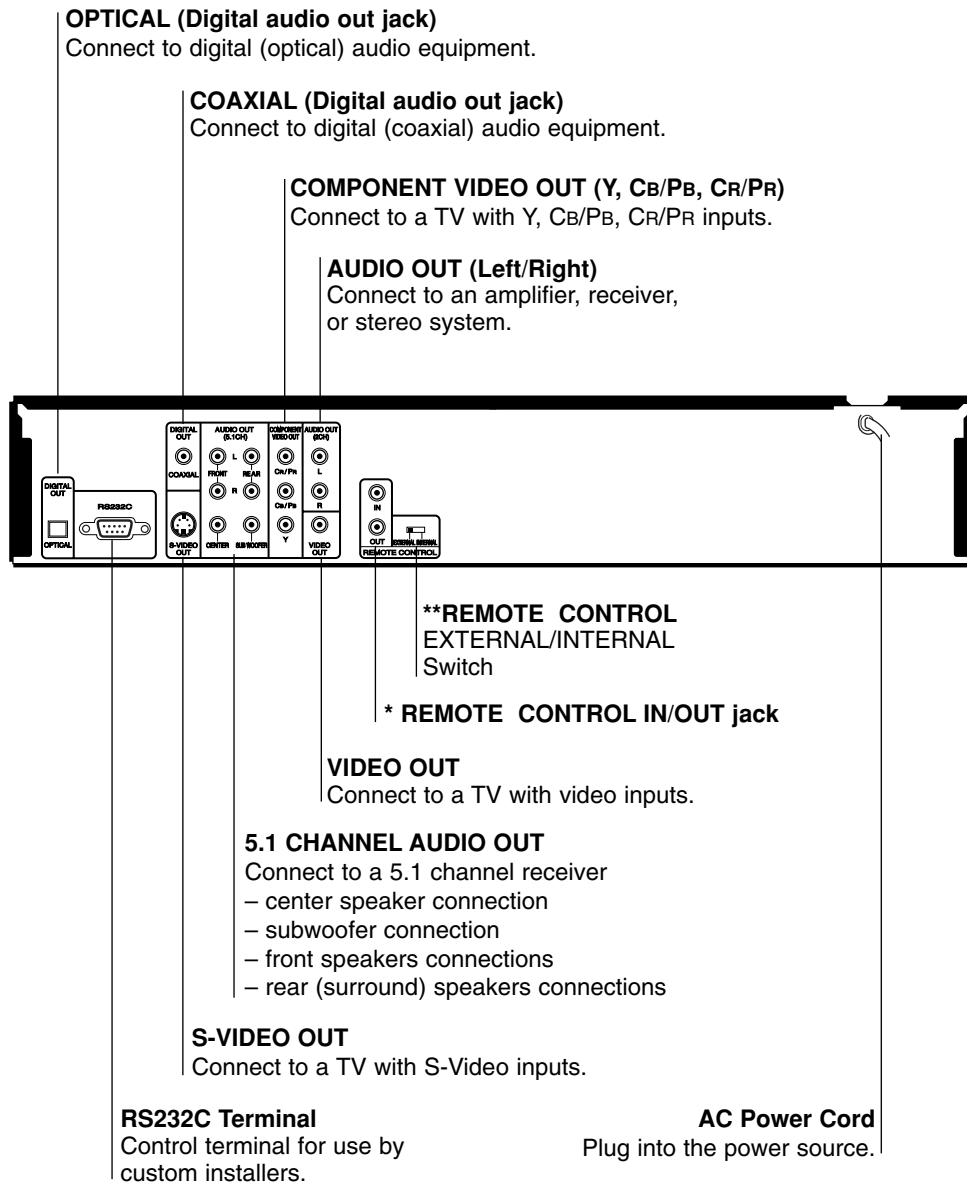 OPTICAL (Digital audio out jack)
Connect to digital (optical) audio equipment.
COAXIAL (Digital audio out jack)
Connect to digital (coaxial) audio equipment.
COMPONENT VIDEO OUT (Y, CB/PB, CR/PR)
Connect to a TV with Y, CB/PB, CR/PR inputs.
AUDIO OUT (Left/Right)
Connect to an amplifier, receiver,
or stereo system.
DIGITAL
OUT
COAXIAL
AUDIO OUT
(5.1CH)
L
FRONT
REAR
R
CENTER
SUB WOOFER
COMPONENT
VIDEO OUT
CR/PR
CB/PB
Y
AUDIO OUT
(2CH)
L
R
VIDEO
OUT
S-VIDEO
OUT
DIGITAL
OUT
OPTICAL
RS232C
IN
OUT
EXTERNAL INTERNAL
REMOTE CONTROL
**REMOTE CONTROL
EXTERNAL/INTERNAL
Switch
* REMOTE CONTROL IN/OUT jack
VIDEO OUT
Connect to a TV with video inputs.
5.1 CHANNEL AUDIO OUT
Connect to a 5.1 channel receiver
– center speaker connection
– subwoofer connection
– front speakers connections
– rear (surround) speakers connections
S-VIDEO OUT
Connect to a TV with S-Video inputs.
RS232C Terminal
Control terminal for use by
custom installers.
AC Power Cord
Plug into the power source.